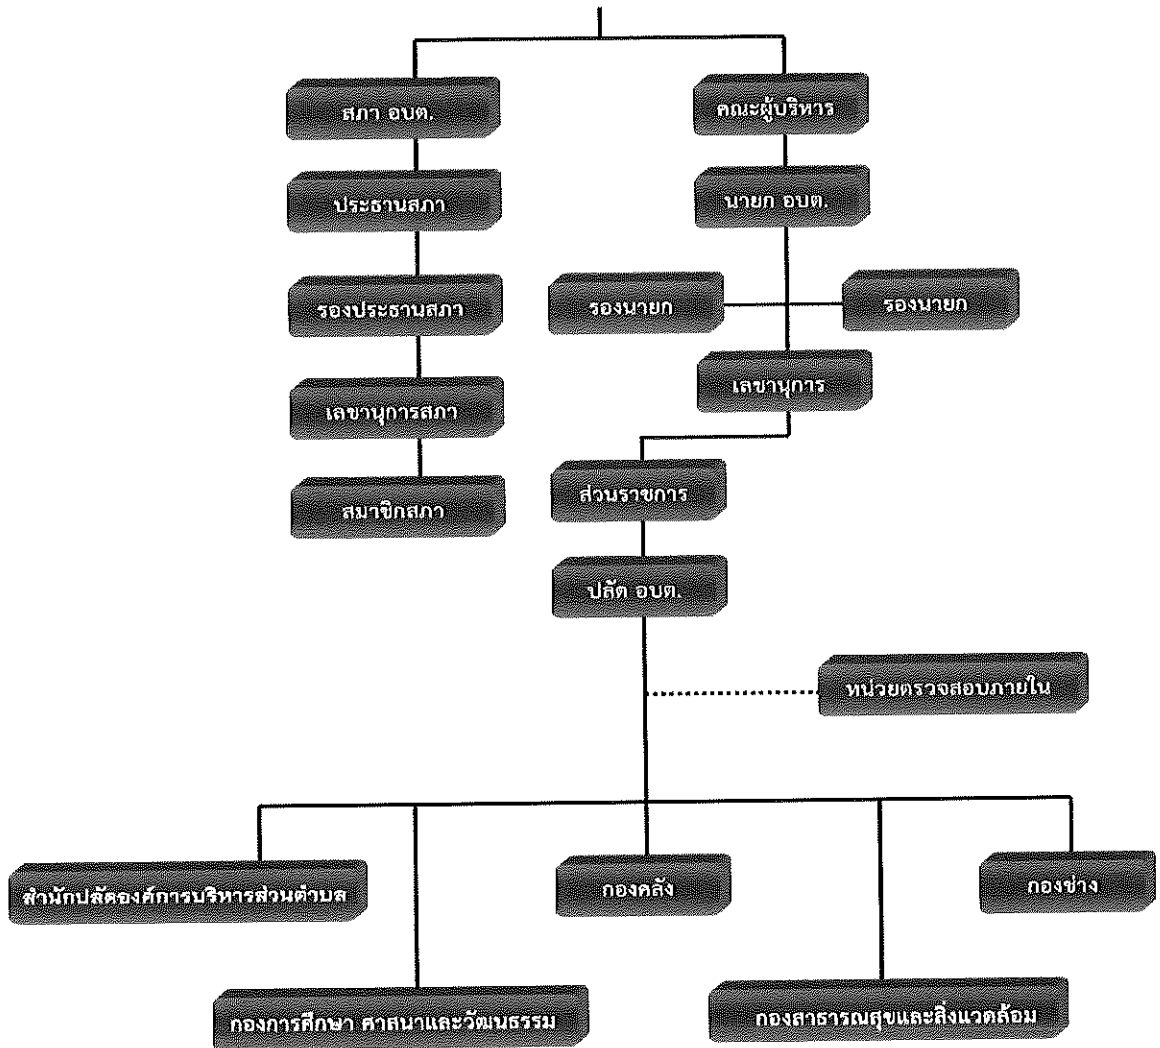 สภา อบต.
คณะผู้บริหาร
ประธานสภา
นายก อบต.
รองประธานสภา
รองนายก
รองนายก
เลขานุการสภา
เลขานุการ
สมาชิกสภา
ส่วนราชการ
ปลัด อบต.
หน่วยตรวจสอบภายใน
สำนักปลัดองค์การบริหารส่วนตำบล
กองคลัง
กองช่าง
กองการศึกษา ศาสนาและวัฒนธรรม
กองสาธารณสุขและสิ่งแวดล้อม